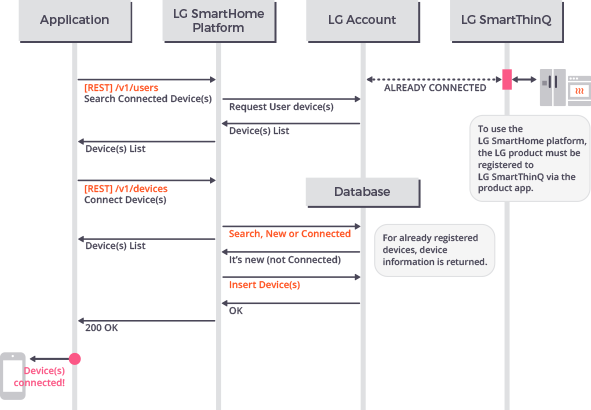 Application
LG SmartHome
Platform
LG Account
LG SmartThinQ
[REST] /v1/users
Search Connected Device(s)
ALREADY CONNECTED
Request User device(s)
Device(s) List
Device(s) List
To use the
LG SmartHome platform,
the LG product must be
registered to
LG SmartThinQ via the
product app.
[REST] /v1/devices
Connect Device(s)
Database
Search, New or Connected
Device(s) List
For already registered
devices, device
information is returned.
It's new (not Connected)
Insert Device(s)
OK
200 OK
Device(s)
connected!